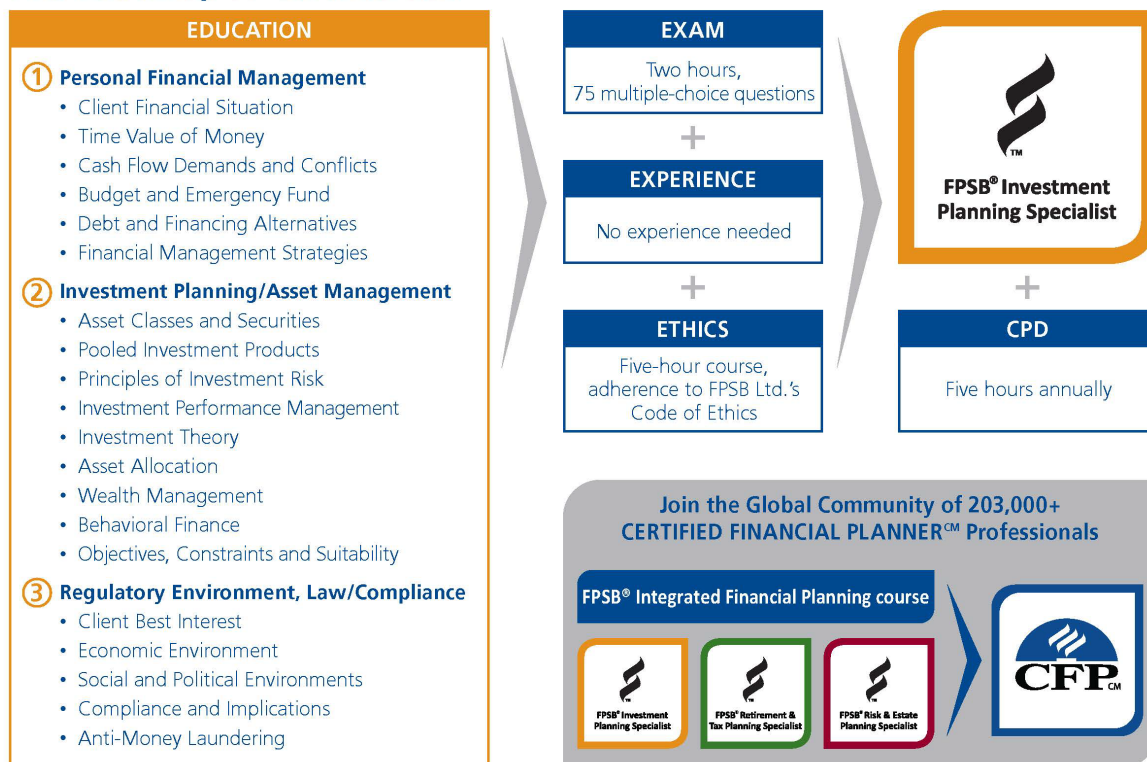 EDUCATION
1 Personal Financial Management
• Client Financial Situation
• Time Value of Money
• Cash Flow Demands and Conflicts
• Budget and Emergency Fund
• Debt and Financing Alternatives
• Financial Management Strategies
2 Investment Planning/Asset Management
• Asset Classes and Securities
• Pooled Investment Products
• Principles of Investment Risk
• Investment Performance Management
• Investment Theory
• Asset Allocation
• Wealth Management
• Behavioral Finance
• Objectives, Constraints and Suitability
3 Regulatory Environment, Law/Compliance
• Client Best Interest
• Economic Environment
• Social and Political Environments
• Compliance and Implications
• Anti-Money Laundering
EXAM
Two hours,
75 multiple-choice questions
+
EXPERIENCE
No experience needed
+
ETHICS
Five-hour course,
adherence to FPSB Ltd.'s
Code of Ethics
TM
FPSB® Investment
Planning Specialist
+
CPD
Five hours annually
Join the Global Community of 203,000+
CERTIFIED FINANCIAL PLANNER℠ Professionals
FPSB® Integrated Financial Planning course
TM
FPSB® Investment
Planning Specialist
TM
FPSB® Retirement &
Tax Planning Specialist
TM
FPSB® Risk & Estate
Planning Specialist
CFP CM